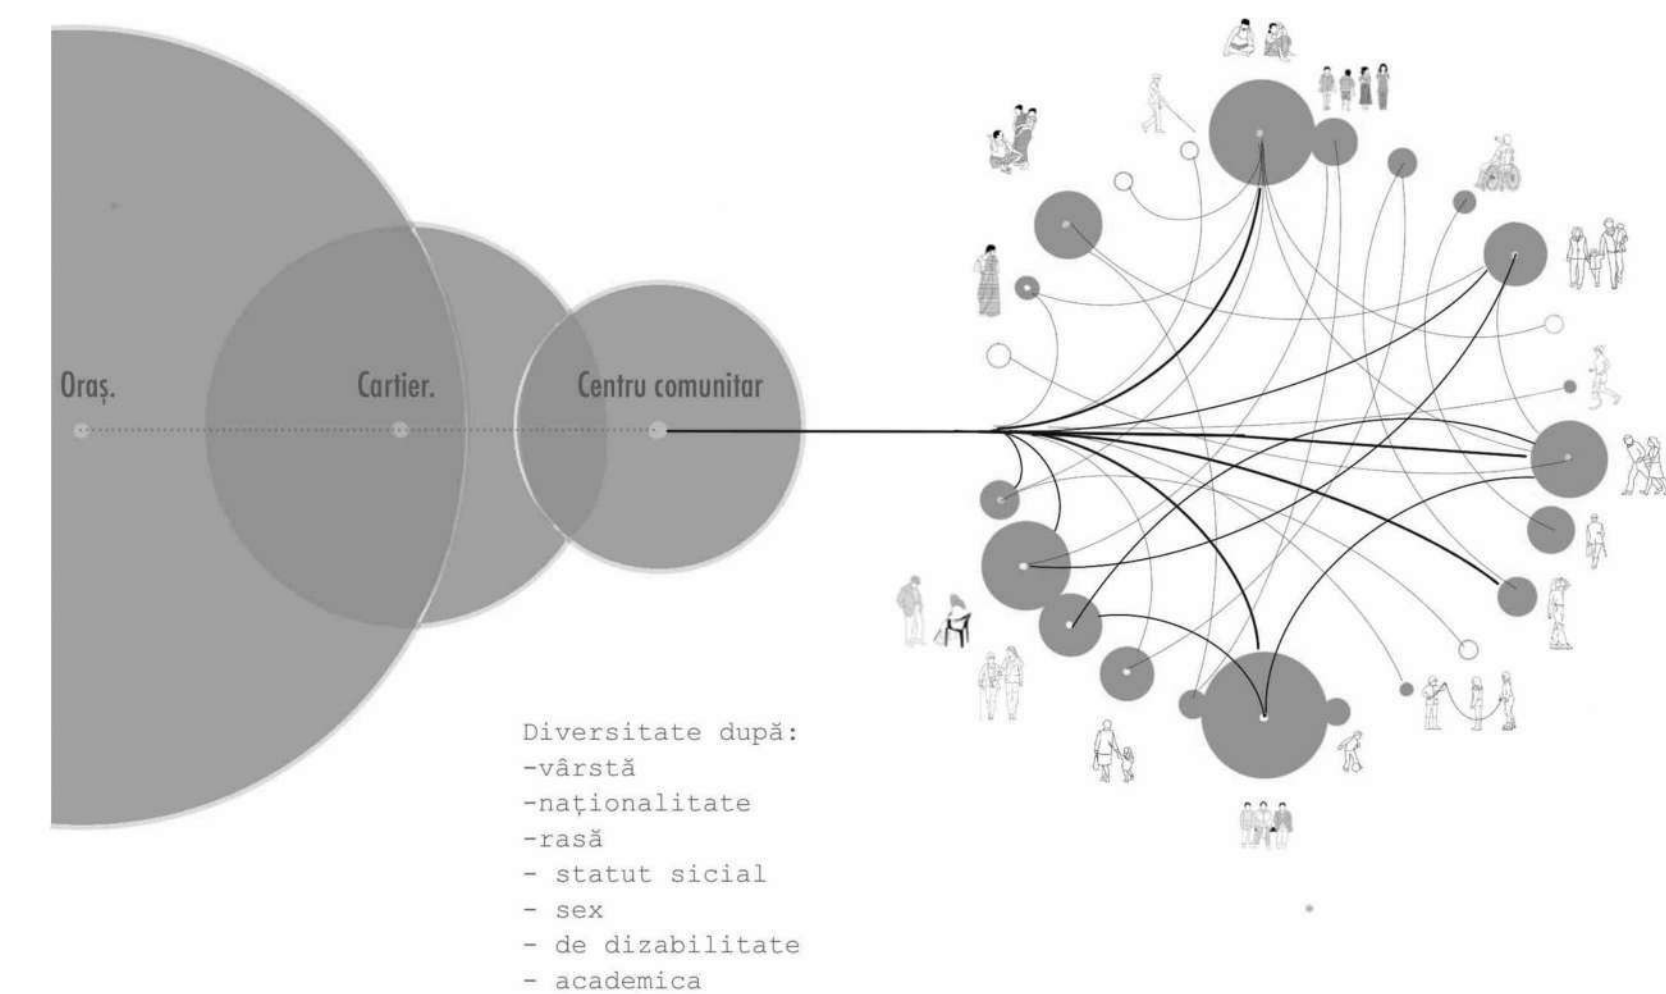 Oraș.
Cartier.
Centru comunitar
Diversitate după:
-vârstă
-naționalitate
-rasă
- statut sicial
- sex
- de dizabilitate
- academica